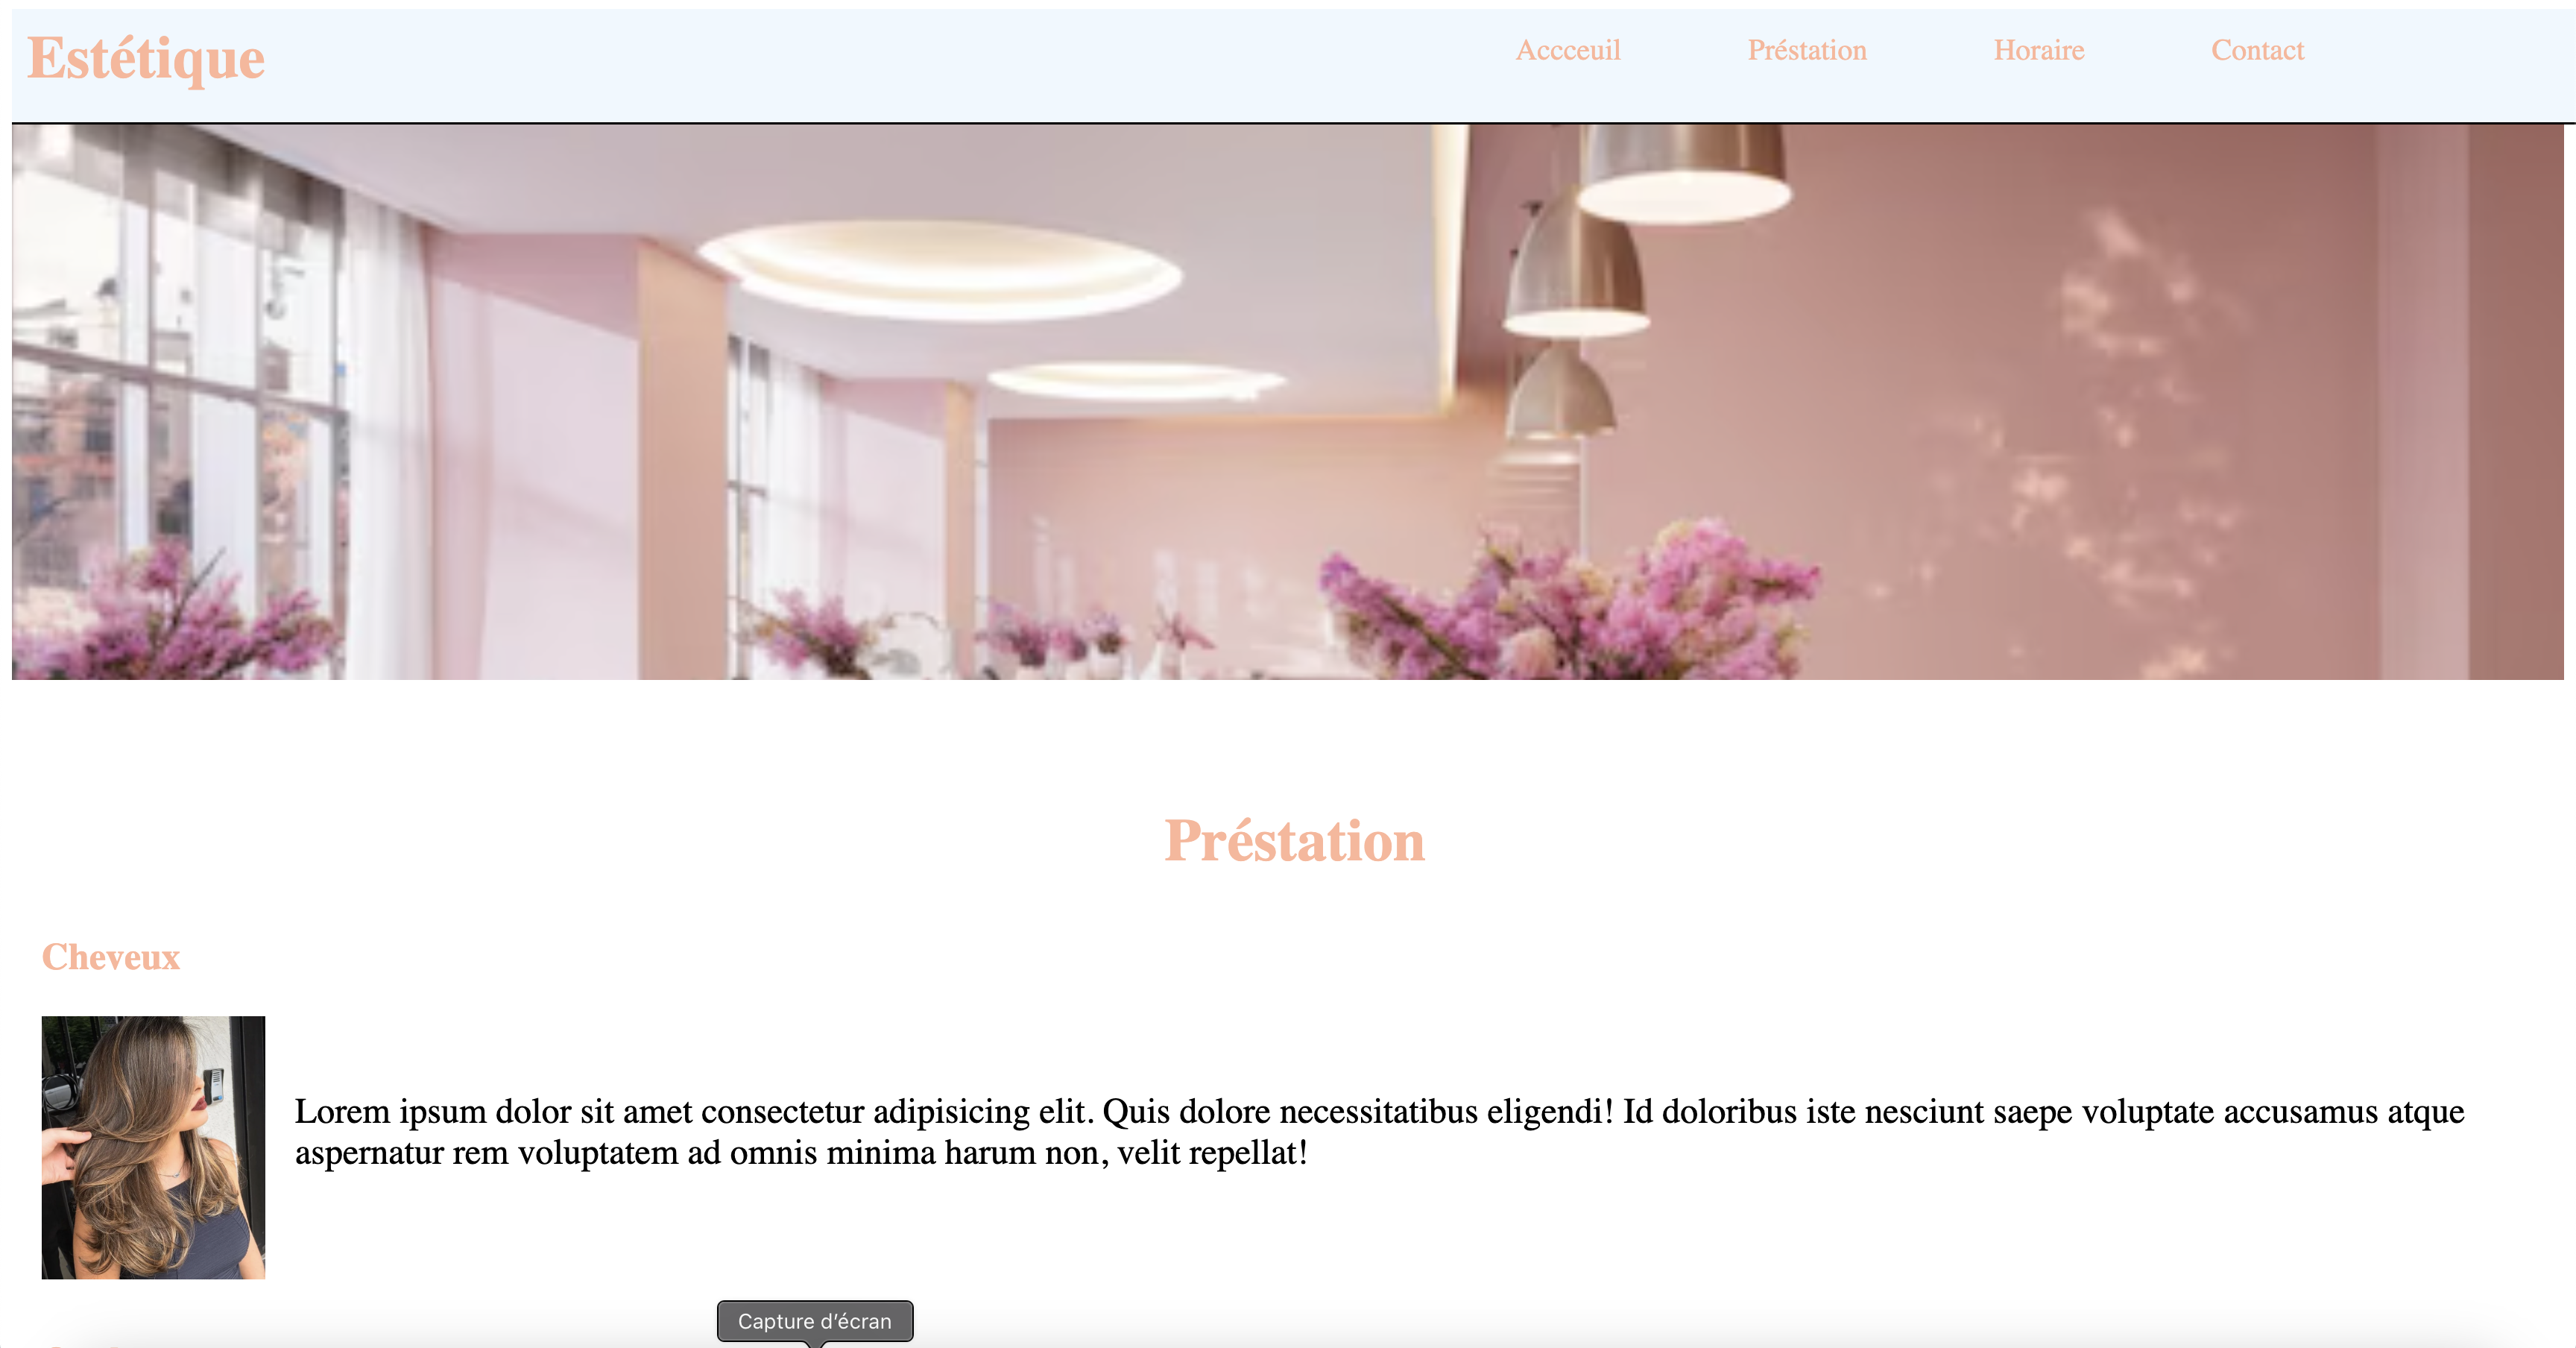 Estétique
Accceuil Préstation Horaire Contact
Préstation
Cheveux
Lorem ipsum dolor sit amet consectetur adipisicing elit. Quis dolore necessitatibus eligendi! Id doloribus iste nesciunt saepe voluptate accusamus atque
aspernatur rem voluptatem ad omnis minima harum non, velit repellat!
Capture d’écran